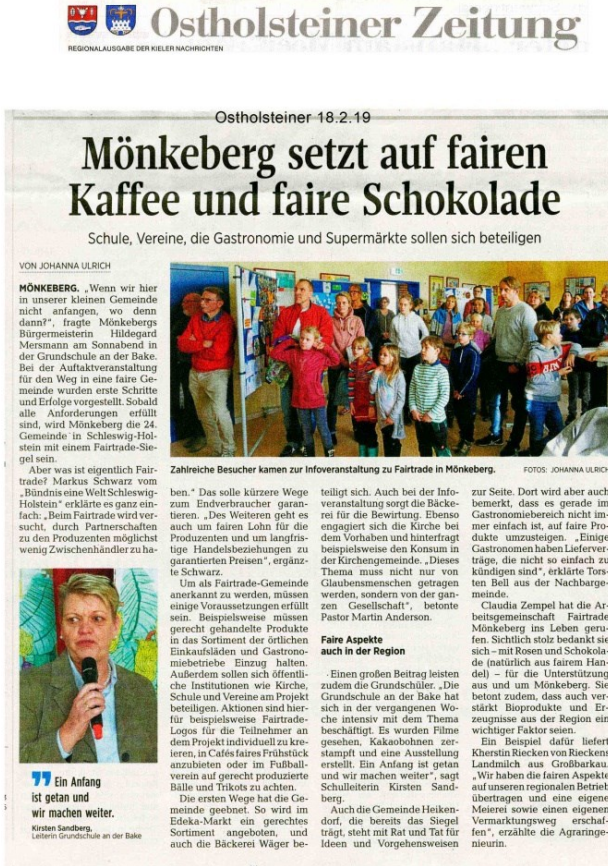 Ostholsteiner Zeitung
REGIONALAUSGABE DER KIELER NACHRICHTEN
Ostholsteiner 18.2.19
Mönkeberg setzt auf fairen
Kaffee und faire Schokolade
Schule, Vereine, die Gastronomie und Supermärkte sollen sich beteiligen
VON JOHANNA ULRICH
MÖNKEBERG. „Wenn wir hier
in unserer kleinen Gemeinde
nicht anfangen, wo denn
dann?", fragte Mönkebergs
Bürgermeisterin Hildegard
Mersmann am Sonnabend in
der Grundschule an der Bake.
Bei der Auftaktveranstaltung
für den Weg in eine faire Ge-
meinde wurden erste Schritte
und Erfolge vorgestellt. Sobald
alle Anforderungen erfüllt
sind, wird Mönkeberg die 24.
Gemeinde in Schleswig-Hol-
stein mit einem Fairtrade-Sie-
gel sein.
Aber was ist eigentlich Fair-
trade? Markus Schwarz vom
„Bündnis eine Welt Schleswig-
Holstein" erklärte es ganz ein-
fach: „Beim Fairtrade wird ver-
sucht, durch Partnerschaften
zu den Produzenten möglichst
wenig Zwischenhändler zu ha-
Zahlreiche Besucher kamen zur Infoveranstaltung zu Fairtrade in Mönkeberg.
FOTOS: JOHANNA ULRICH
ben." Das solle kürzere Wege
zum Endverbraucher garan-
tieren. „Des Weiteren geht es
auch um fairen Lohn für die
Produzenten und um langfris-
tige Handelsbeziehungen zu
garantierten Preisen", ergänz-
te Schwarz.
Um als Fairtrade-Gemeinde
anerkannt zu werden, müssen
einige Voraussetzungen erfüllt
sein. Beispielsweise müssen
gerecht gehandelte Produkte
in das Sortiment der örtlichen
Einkaufsläden und Gastrono-
miebetriebe Einzug halten.
Außerdem sollen sich öffentli-
che Institutionen wie Kirche,
Schule und Vereine am Projekt
beteiligen. Aktionen sind hier-
für beispielsweise Fairtrade-
Logos für die Teilnehmer an
dem Projekt individuell zu kre-
ieren, in Cafés faires Frühstück
anzubieten oder im Fußball-
verein auf gerecht produzierte
Bälle und Trikots zu achten.
Die ersten Wege hat die Ge-
meinde geebnet. So wird im
Edeka-Markt ein gerechtes
Sortiment angeboten, und
auch die Bäckerei Wäger be-
teiligt sich. Auch bei der Info-
veranstaltung sorgt die Bäcke-
rei für die Bewirtung. Ebenso
engagiert sich die Kirche bei
dem Vorhaben und hinterfragt
beispielsweise den Konsum in
der Kirchengemeinde. „Dieses
Thema muss nicht nur von
Glaubensmenschen getragen
werden, sondern von der gan-
zen Gesellschaft", betonte
Pastor Martin Anderson.
Faire Aspekte
auch in der Region
Einen großen Beitrag leisten
zudem die Grundschüler. „Die
Grundschule an der Bake hat
sich in der vergangenen Wo-
che intensiv mit dem Thema
beschäftigt. Es wurden Filme
gesehen, Kakaobohnen zer-
stampft und eine Ausstellung
erstellt. Ein Anfang ist getan
und wir machen weiter", sagt
Schulleiterin Kirsten Sand-
berg.
Auch die Gemeinde Heiken-
dorf, die bereits das Siegel
trägt, steht mit Rat und Tat für
Ideen und Vorgehensweisen
zur Seite. Dort wird aber auch
bemerkt, dass es gerade im
Gastronomiebereich nicht im-
mer einfach ist, auf faire Pro-
dukte umzusteigen. „Einige
Gastronomen haben Lieferver-
träge, die nicht so einfach zu
kündigen sind", erklärte Tors-
ten Bell aus der Nachbarge-
meinde.
Claudia Zempel hat die Ar-
beitsgemeinschaft Fairtrade
Mönkeberg ins Leben geru-
fen. Sichtlich stolz bedankt sie
sich – mit Rosen und Schokola-
de (natürlich aus fairem Han-
del) – für die Unterstützung
aus und um Mönkeberg. Sie
betont zudem, dass auch ver-
stärkt Bioprodukte und Er-
zeugnisse aus der Region ein
wichtiger Faktor seien.
Ein Beispiel dafür liefert
Kherstin Riecken von Rieckens
Landmilch aus Großbarkau.
„Wir haben die fairen Aspekte
auf unseren regionalen Betrieb
übertragen und eine eigene
Meierei sowie einen eigenen
Vermarktungsweg erschaf-
fen", erzählte die Agraringe-
nieurin.
Ein Anfang
ist getan und
wir machen weiter.
Kirsten Sandberg,
Leiterin Grundschule an der Bake